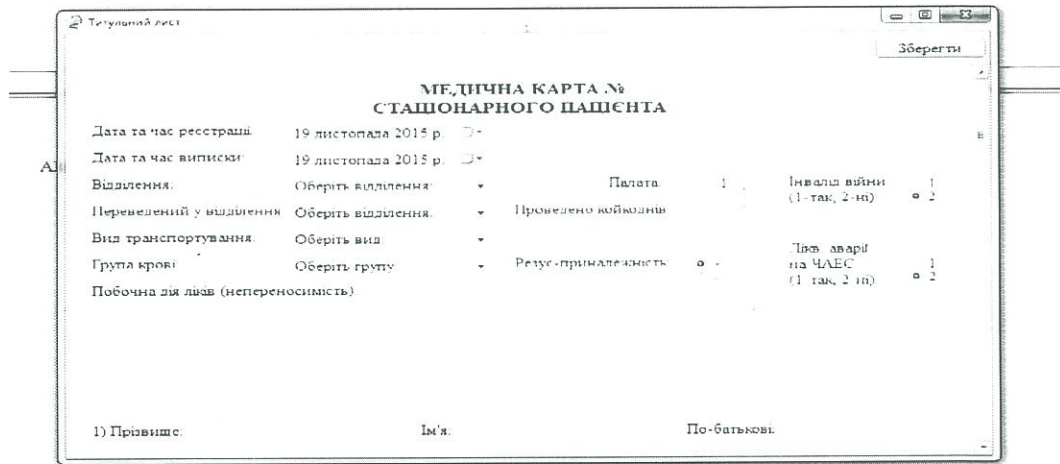 Титульний лист
Зберегти
МЕДИЧНА КАРТА №
СТАЦІОНАРНОГО ПАЦІЄНТА
Дата та час реєстрації: 19 листопада 2015 р.
Дата та час виписки: 19 листопада 2015 р.
Відділення: Оберіть відділення: Палата: 1 Інвалід війни 1
(1-так, 2-ні) 2
Переведений у відділення Оберіть відділення: Проведено койкоднів
Вид транспортування: Оберіть вид:
Група крові: Оберіть групу Резус-приналежність: -
Лікв. аварії
на ЧАЕС 1
(1-так, 2-ні) 2
Побочна дія ліків (непереносимість)
1) Прізвище: Ім'я: По-батькові: